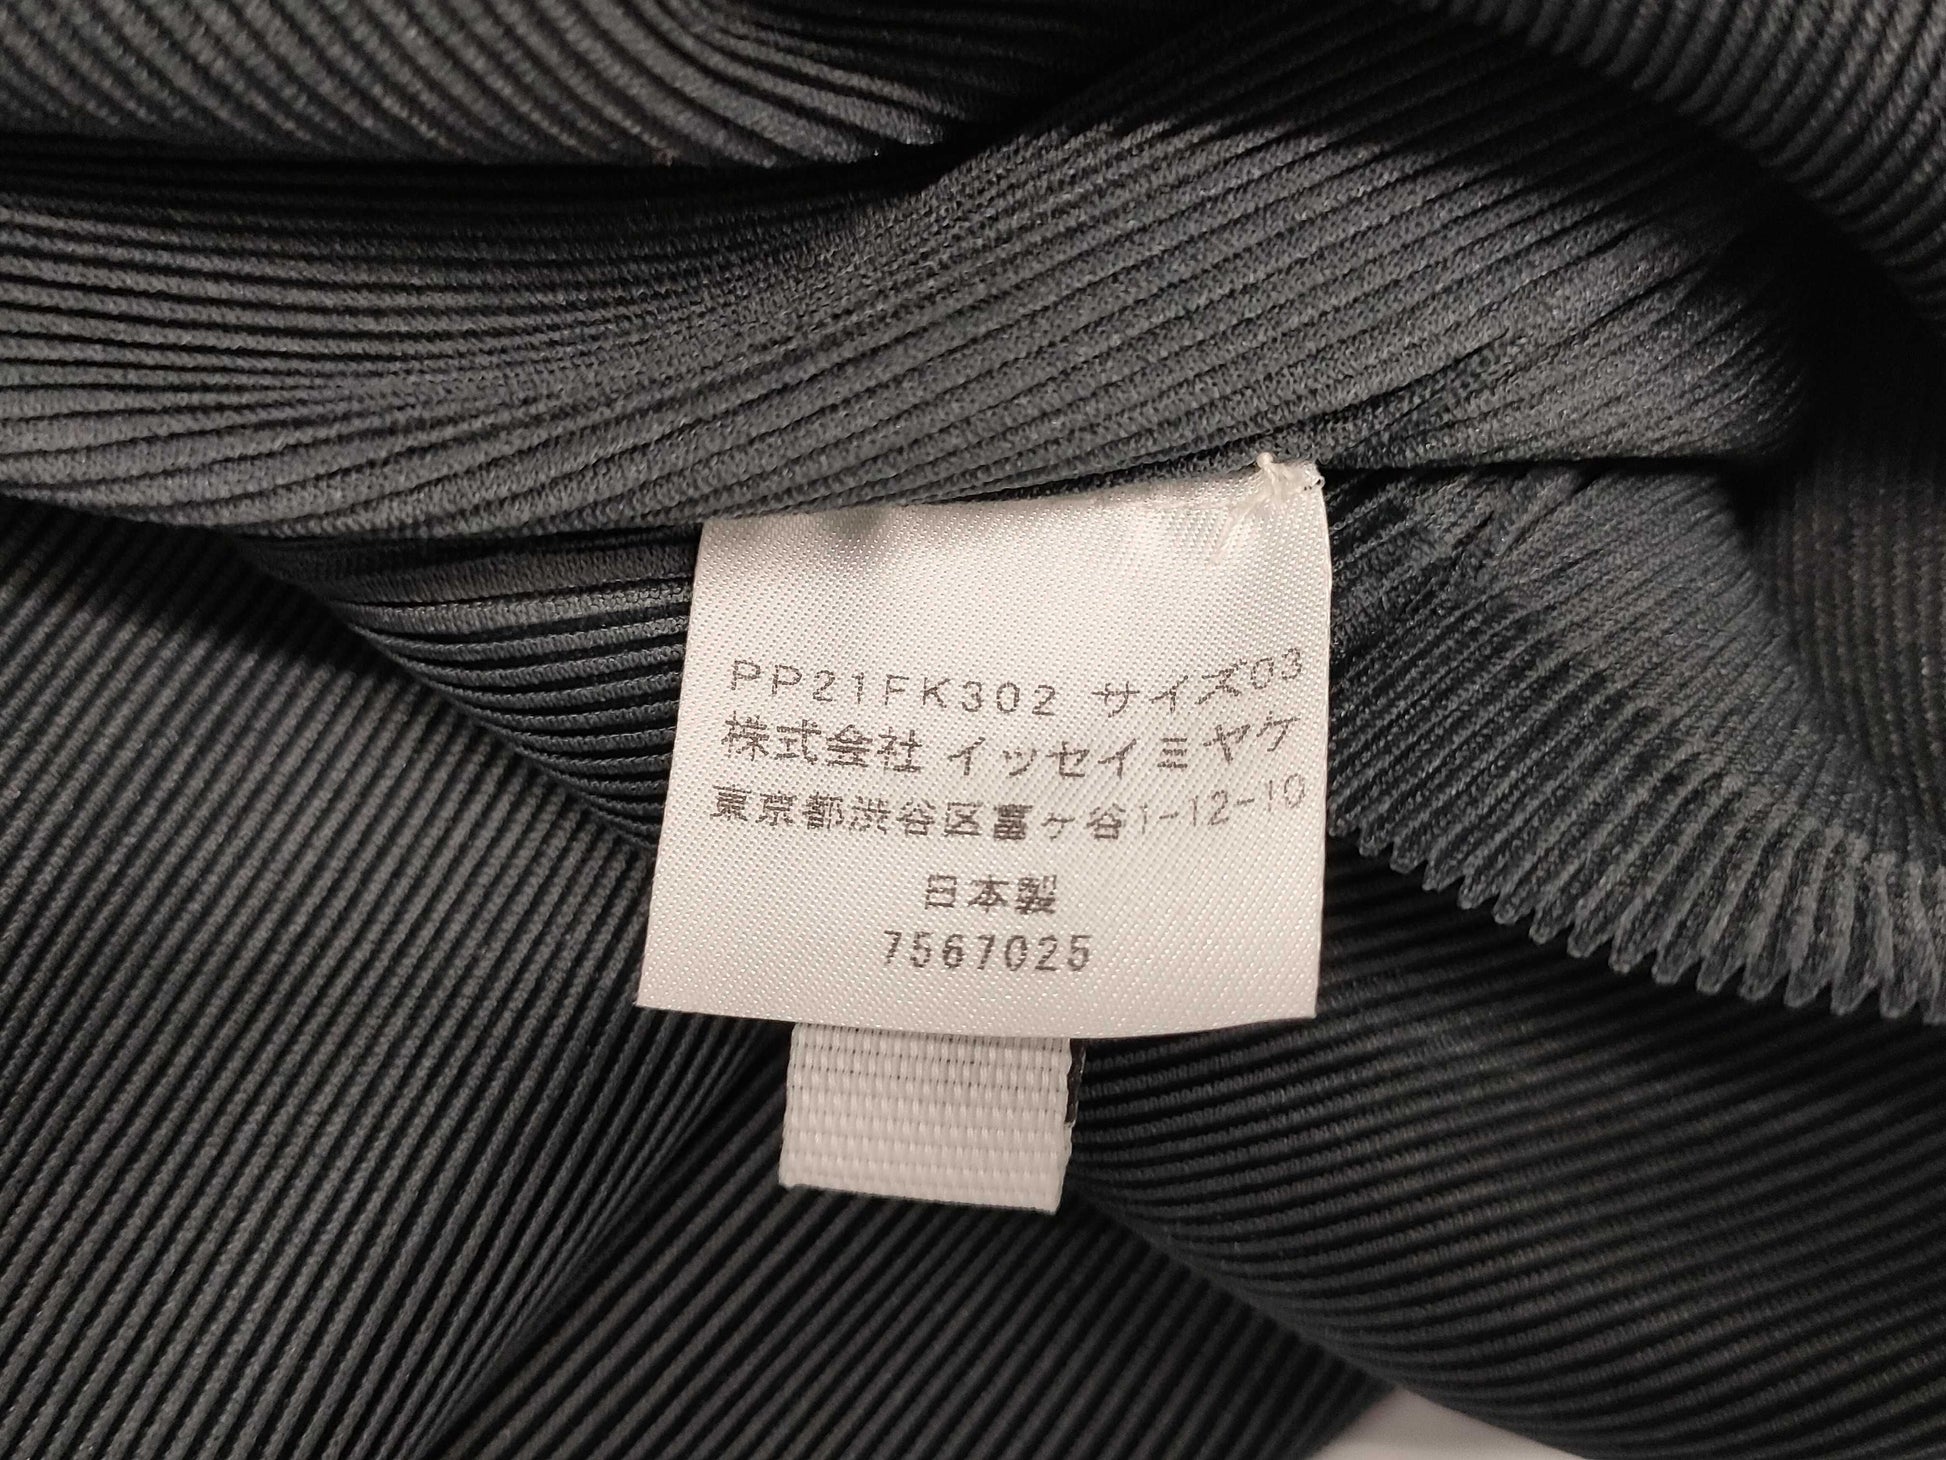 PP21FK302 サイズ03
株式会社 イッセイミヤケ
東京都渋谷区富ヶ谷1-12-10
日本製
7567025